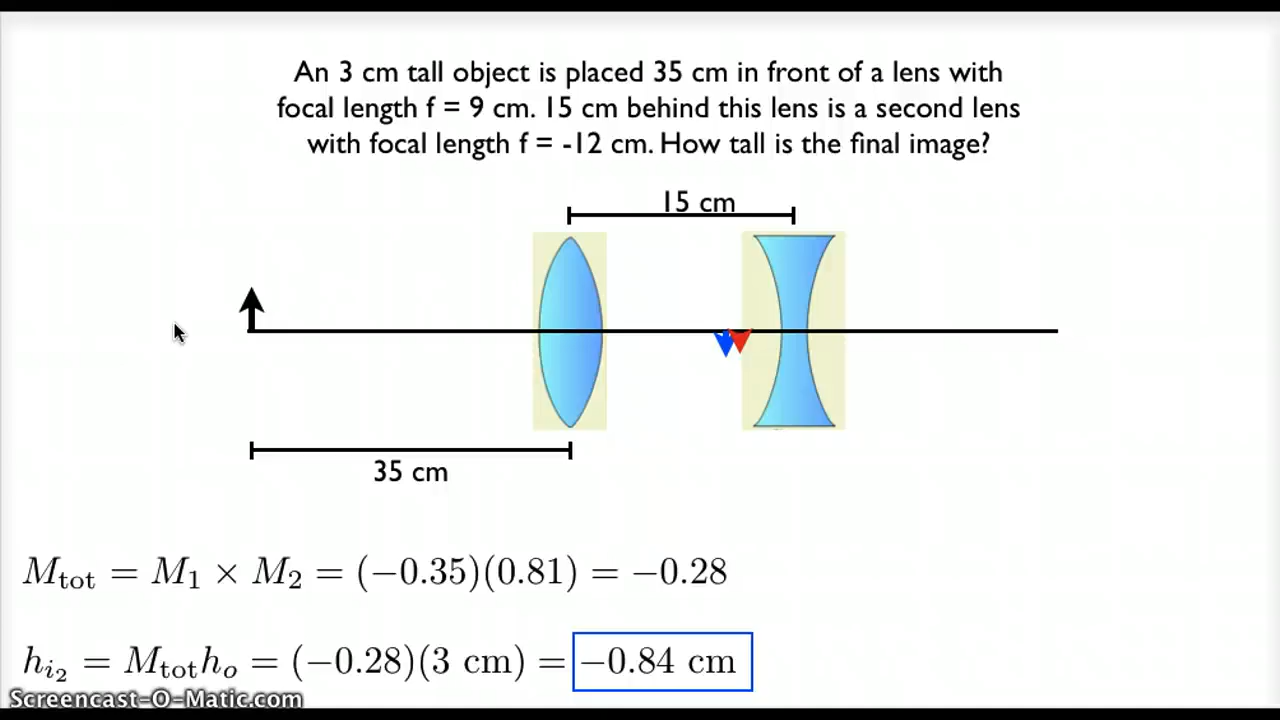 An 3 cm tall object is placed 35 cm in front of a lens with
focal length f = 9 cm. 15 cm behind this lens is a second lens
with focal length f = -12 cm. How tall is the final image?
15 cm
35 cm
M_tot = M_1 × M_2 = (−0.35)(0.81) = −0.28
h_{i_2} = M_tot h_o = (−0.28)(3 cm) = −0.84 cm
Screencast-O-Matic.com